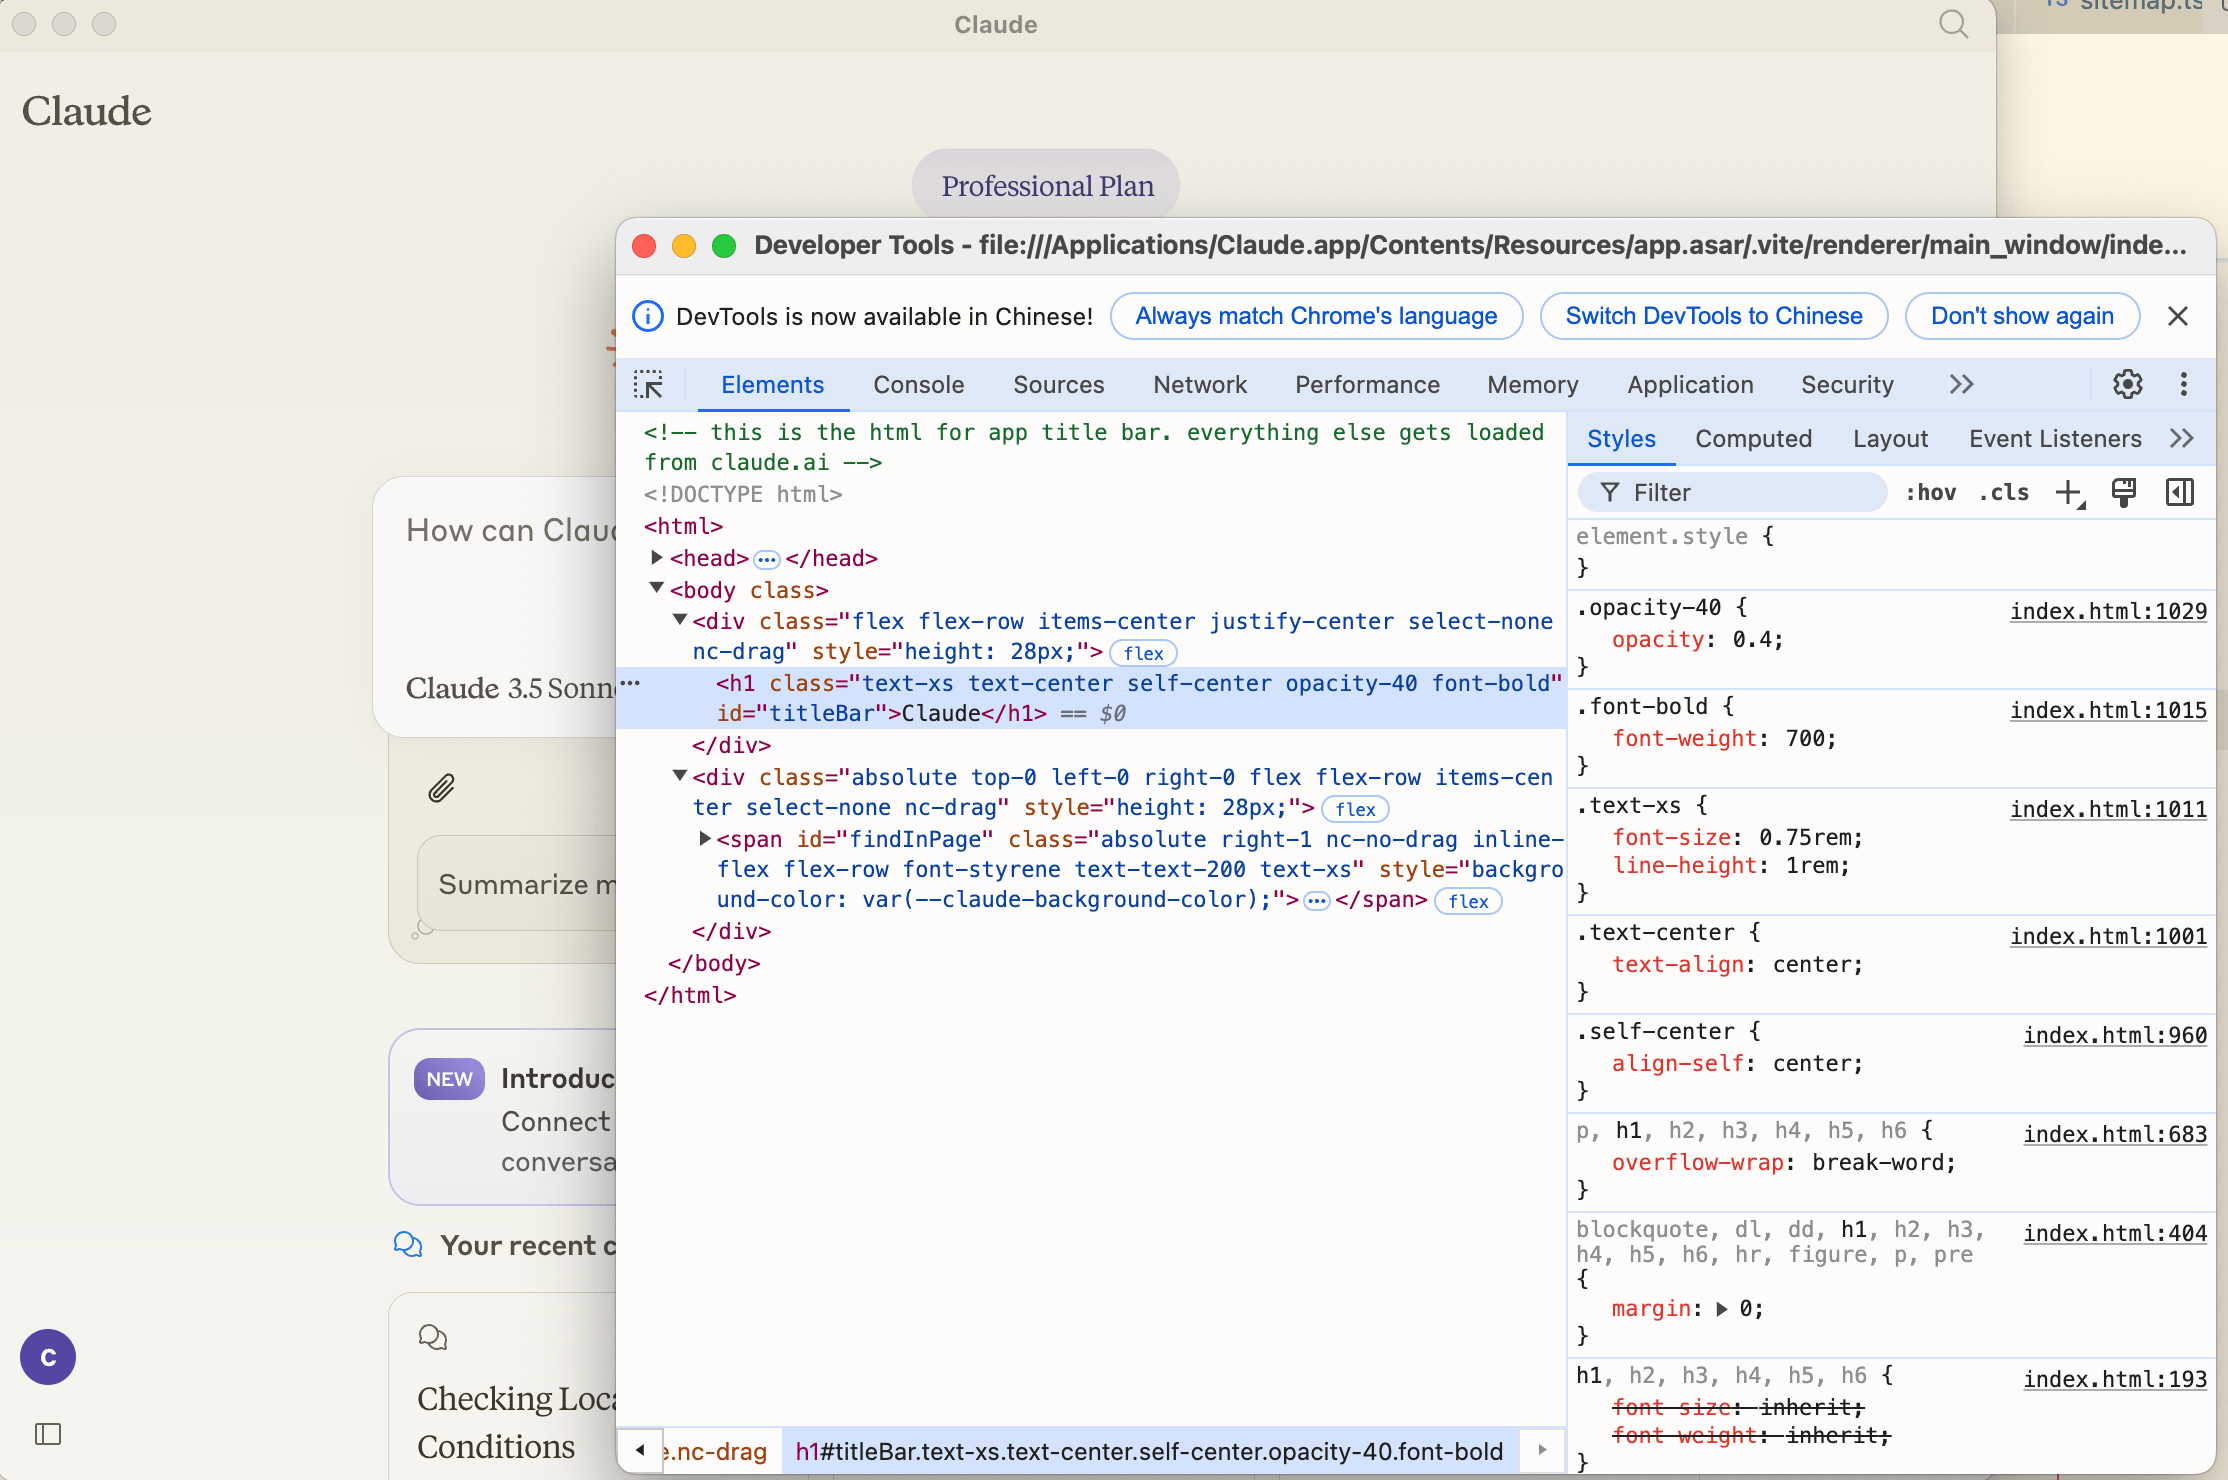 Claude
sitemap.ts
Claude
Professional Plan
Developer Tools - file:///Applications/Claude.app/Contents/Resources/app.asar/.vite/renderer/main_window/inde...
DevTools is now available in Chinese!
Always match Chrome's language
Switch DevTools to Chinese
Don't show again
Elements
Console
Sources
Network
Performance
Memory
Application
Security
<!-- this is the html for app title bar. everything else gets loaded
from claude.ai -->
<!DOCTYPE html>
<html>
<head>…</head>
<body class>
<div class="flex flex-row items-center justify-center select-none
nc-drag" style="height: 28px;"> flex
<h1 class="text-xs text-center self-center opacity-40 font-bold"
id="titleBar">Claude</h1> == $0
</div>
<div class="absolute top-0 left-0 right-0 flex flex-row items-cen
ter select-none nc-drag" style="height: 28px;"> flex
<span id="findInPage" class="absolute right-1 nc-no-drag inline-
flex flex-row font-styrene text-text-200 text-xs" style="backgro
und-color: var(--claude-background-color);">…</span> flex
</div>
</body>
</html>
e.nc-drag
h1#titleBar.text-xs.text-center.self-center.opacity-40.font-bold
Styles
Computed
Layout
Event Listeners
Filter
:hov
.cls
element.style {
}
.opacity-40 {
index.html:1029
opacity: 0.4;
}
.font-bold {
index.html:1015
font-weight: 700;
}
.text-xs {
index.html:1011
font-size: 0.75rem;
line-height: 1rem;
}
.text-center {
index.html:1001
text-align: center;
}
.self-center {
index.html:960
align-self: center;
}
p, h1, h2, h3, h4, h5, h6 {
index.html:683
overflow-wrap: break-word;
}
blockquote, dl, dd, h1, h2, h3,
index.html:404
h4, h5, h6, hr, figure, p, pre
{
margin: 0;
}
h1, h2, h3, h4, h5, h6 {
index.html:193
font-size: inherit;
font-weight: inherit;
}
How can
Claude 3.5
Summarize
NEW
Connect
Your recent
Checking
Conditions
C